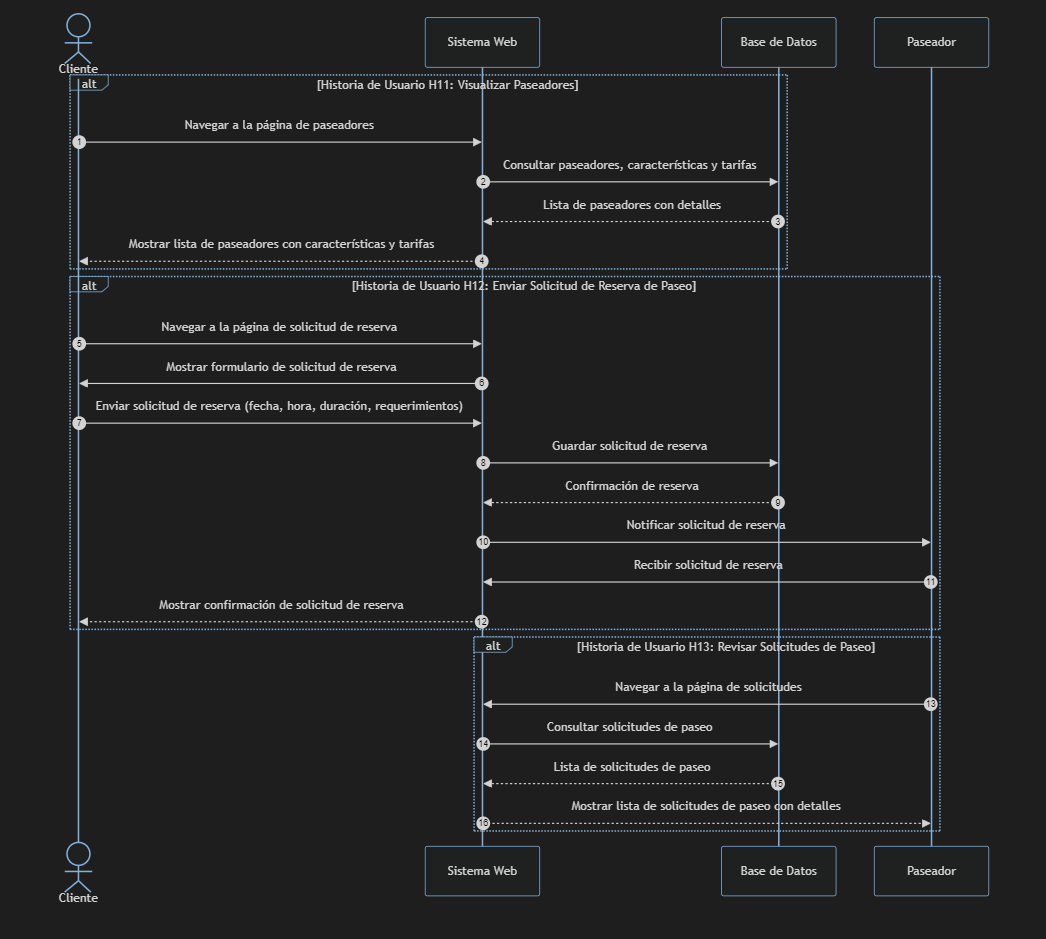 Cliente
Sistema Web
Base de Datos
Paseador
alt
[Historia de Usuario H11: Visualizar Paseadores]
Navegar a la página de paseadores
1
Consultar paseadores, características y tarifas
2
Lista de paseadores con detalles
3
Mostrar lista de paseadores con características y tarifas
4
alt
[Historia de Usuario H12: Enviar Solicitud de Reserva de Paseo]
Navegar a la página de solicitud de reserva
5
Mostrar formulario de solicitud de reserva
6
Enviar solicitud de reserva (fecha, hora, duración, requerimientos)
7
Guardar solicitud de reserva
8
Confirmación de reserva
9
Notificar solicitud de reserva
10
Recibir solicitud de reserva
11
Mostrar confirmación de solicitud de reserva
12
alt
[Historia de Usuario H13: Revisar Solicitudes de Paseo]
Navegar a la página de solicitudes
13
Consultar solicitudes de paseo
14
Lista de solicitudes de paseo
15
Mostrar lista de solicitudes de paseo con detalles
16
Cliente
Sistema Web
Base de Datos
Paseador